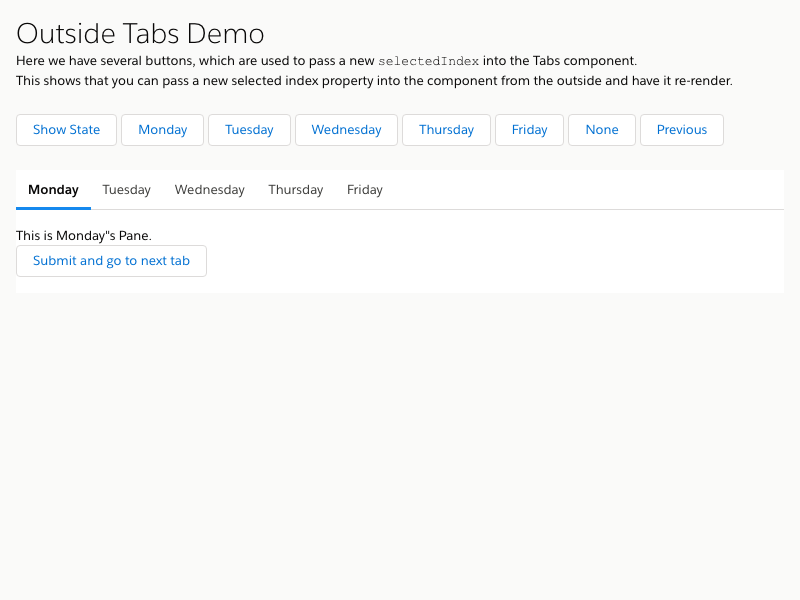 Outside Tabs Demo
Here we have several buttons, which are used to pass a new selectedIndex into the Tabs component.
This shows that you can pass a new selected index property into the component from the outside and have it re-render.
Show State Monday Tuesday Wednesday Thursday Friday None Previous
Monday Tuesday Wednesday Thursday Friday
This is Monday"s Pane.
Submit and go to next tab